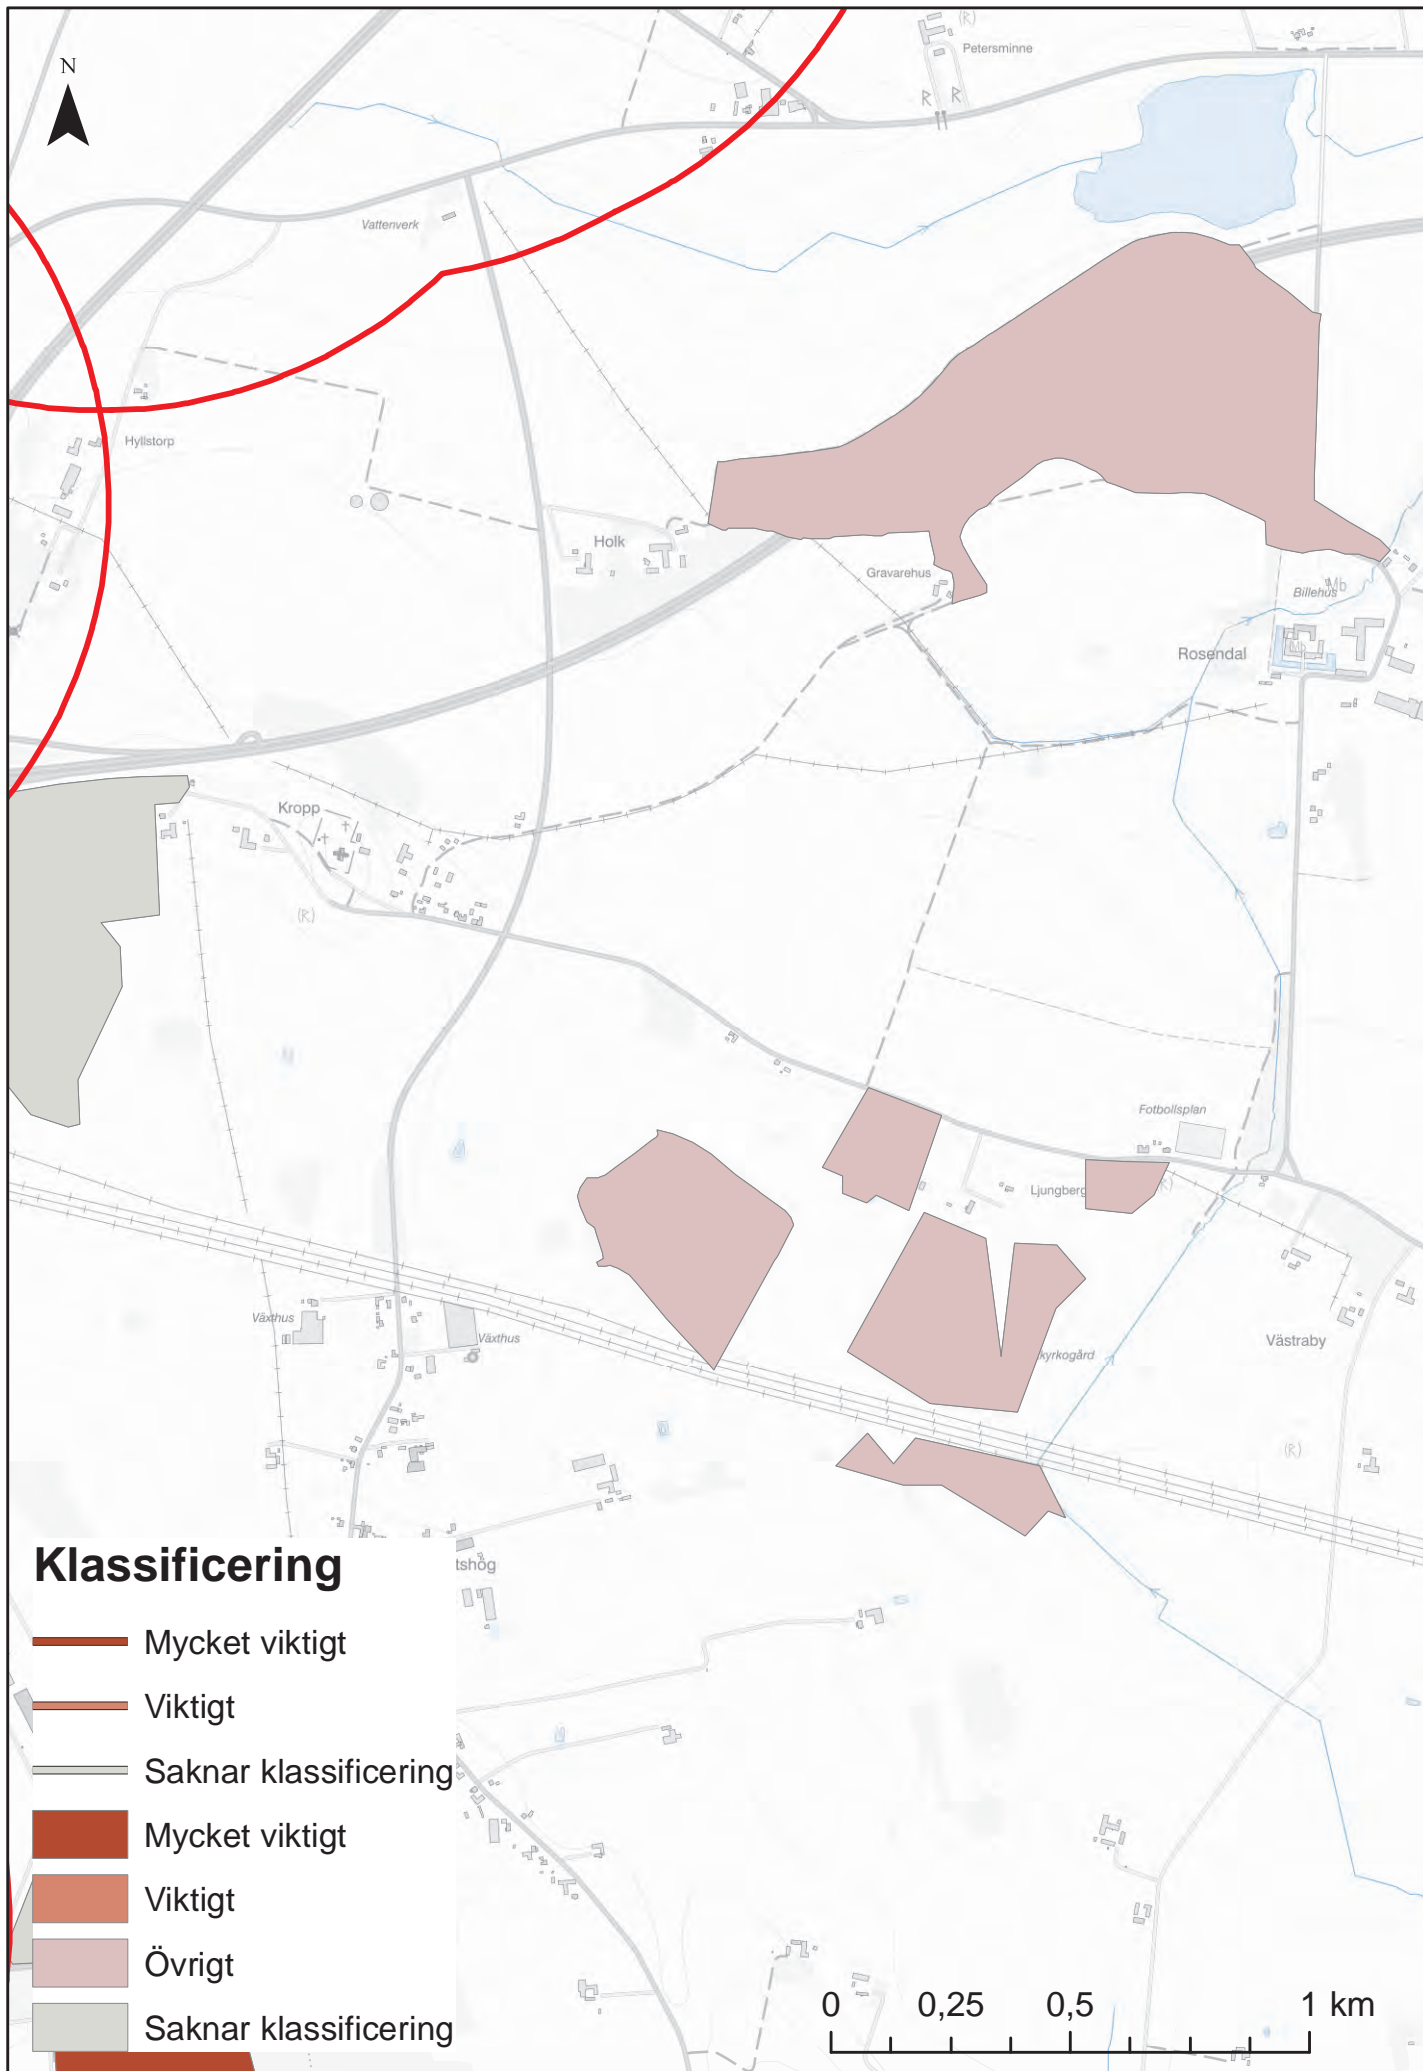 N
(R)
Petersminne
R R
Vattenverk
Hyllstorp
Holk
Gravarehus
Mb
Billehus
Mb
Rosendal
Kropp
(R)
Fotbollsplan
Ljungberg
R)
Växthus
Växthus
kyrkogård
Västraby
(R)
tshög
Klassificering
Mycket viktigt
Viktigt
Saknar klassificering
Mycket viktigt
Viktigt
Övrigt
Saknar klassificering
0 0,25 0,5 1 km